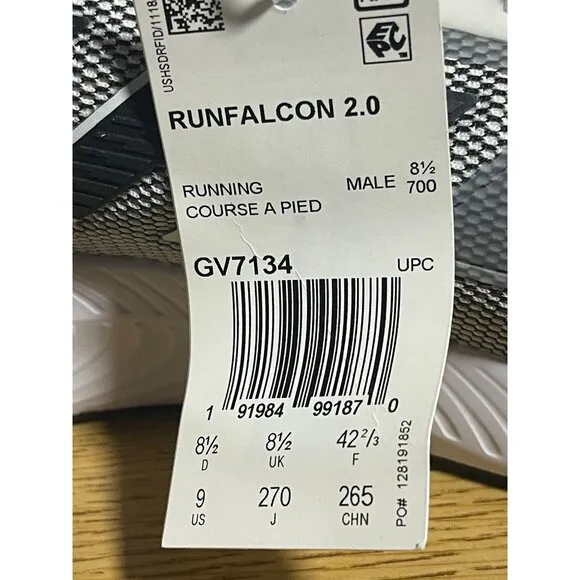 USHSDRFID/1118
EPC
RUNFALCON 2.0
RUNNING MALE 8½
COURSE A PIED 700
GV7134 UPC
1 91984 99187 0
8½ 8½ 42⅔
D UK F
9 270 265
US J CHN
PO# 128191852